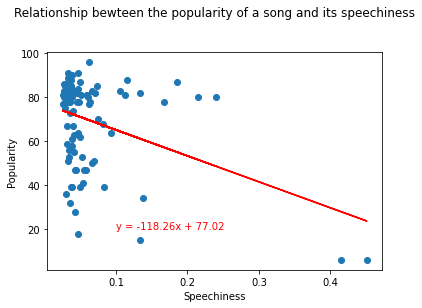 Relationship bewteen the popularity of a song and its speechiness
100
80
60
40
20
Popularity
y = -118.26x + 77.02
0.1
0.2
0.3
0.4
Speechiness